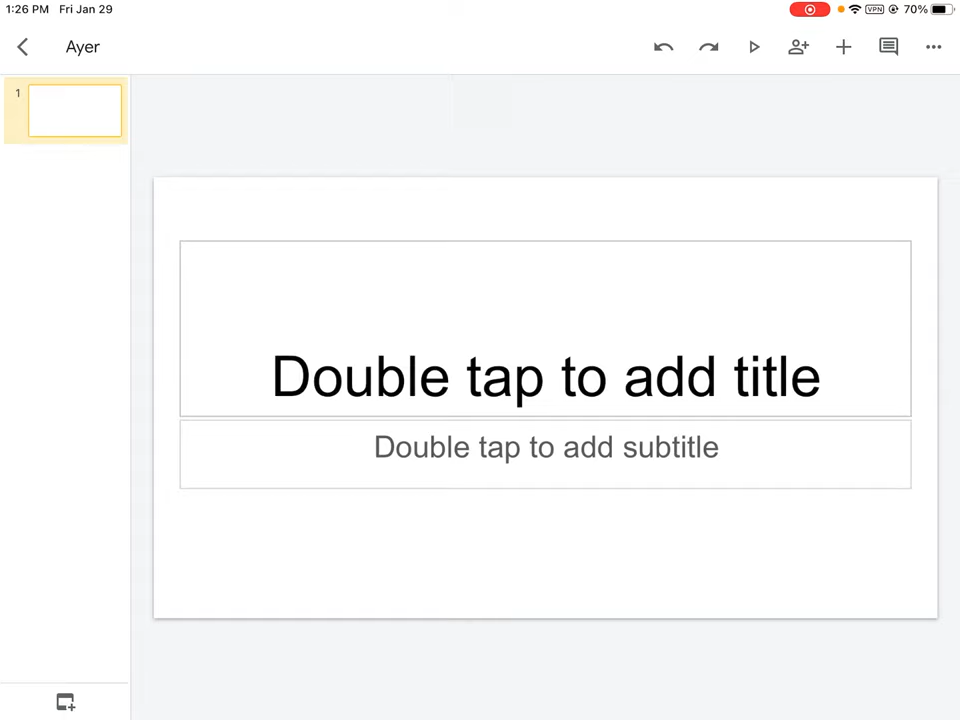 1:26 PM Fri Jan 29 VPN 70%
Ayer
1
Double tap to add title
Double tap to add subtitle